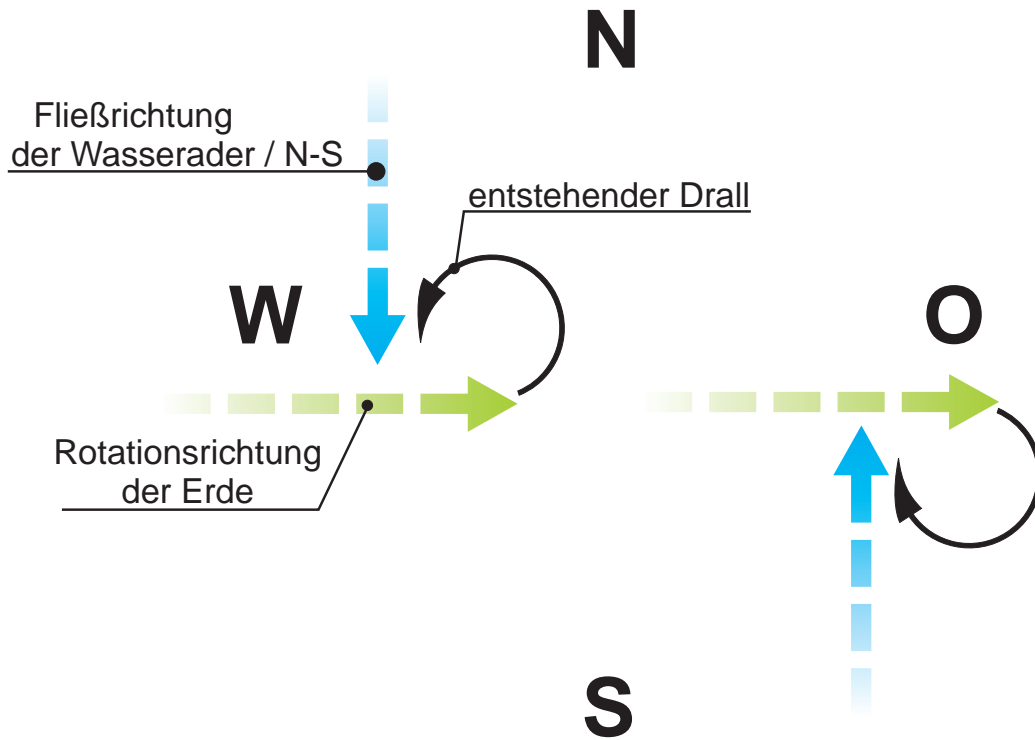 N
Fließrichtung
der Wasserader / N-S
entstehender Drall
W
O
Rotationsrichtung
der Erde
S